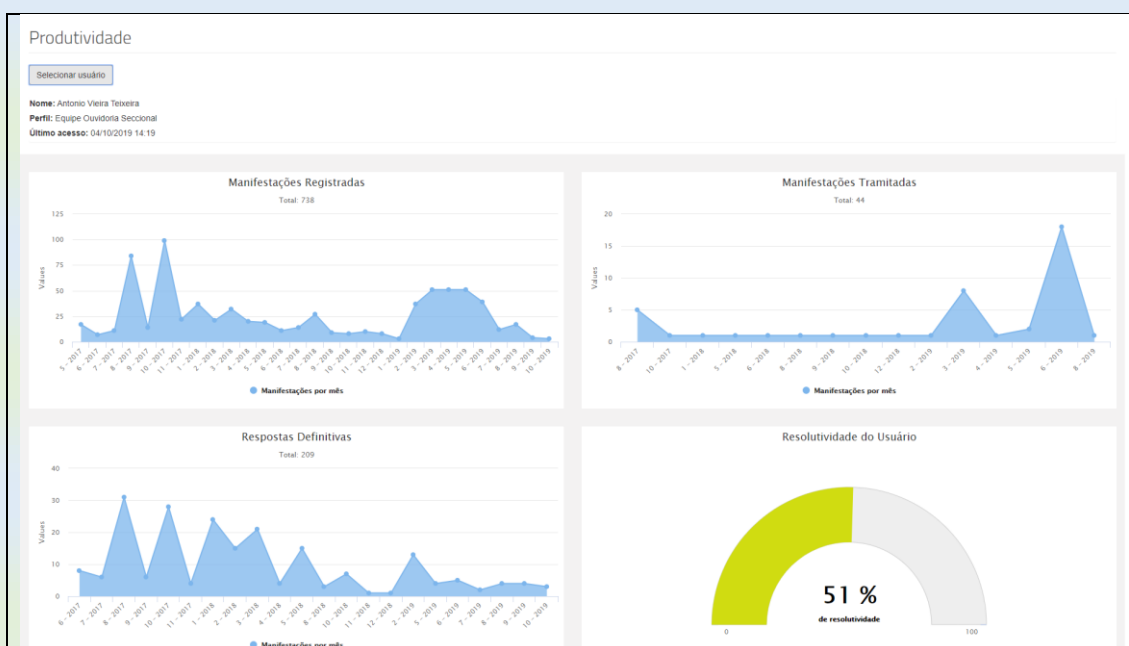 Produtividade
Selecionar usuário
Nome: Antonio Vieira Teixeira
Perfil: Equipe Ouvidoria Seccional
Último acesso: 04/10/2019 14:19
Manifestações Registradas
Total: 738
Values
125
100
75
50
25
0
5 - 2017
6 - 2017
7 - 2017
8 - 2017
9 - 2017
10 - 2017
11 - 2017
1 - 2018
2 - 2018
3 - 2018
4 - 2018
5 - 2018
6 - 2018
7 - 2018
8 - 2018
9 - 2018
10 - 2018
11 - 2018
12 - 2018
1 - 2019
2 - 2019
3 - 2019
4 - 2019
5 - 2019
6 - 2019
7 - 2019
8 - 2019
9 - 2019
10 - 2019
Manifestações por mês
Manifestações Tramitadas
Total: 44
Values
20
15
10
5
0
8 - 2017
10 - 2017
1 - 2018
5 - 2018
6 - 2018
8 - 2018
9 - 2018
10 - 2018
12 - 2018
2 - 2019
3 - 2019
4 - 2019
5 - 2019
6 - 2019
8 - 2019
Manifestações por mês
Respostas Definitivas
Total: 209
Values
40
30
20
10
0
6 - 2017
7 - 2017
8 - 2017
9 - 2017
10 - 2017
11 - 2017
1 - 2018
2 - 2018
3 - 2018
4 - 2018
5 - 2018
8 - 2018
10 - 2018
11 - 2018
12 - 2018
2 - 2019
4 - 2019
6 - 2019
7 - 2019
8 - 2019
9 - 2019
10 - 2019
Manifestações por mês
Resolutividade do Usuário
51 %
de resolutividade
0
100